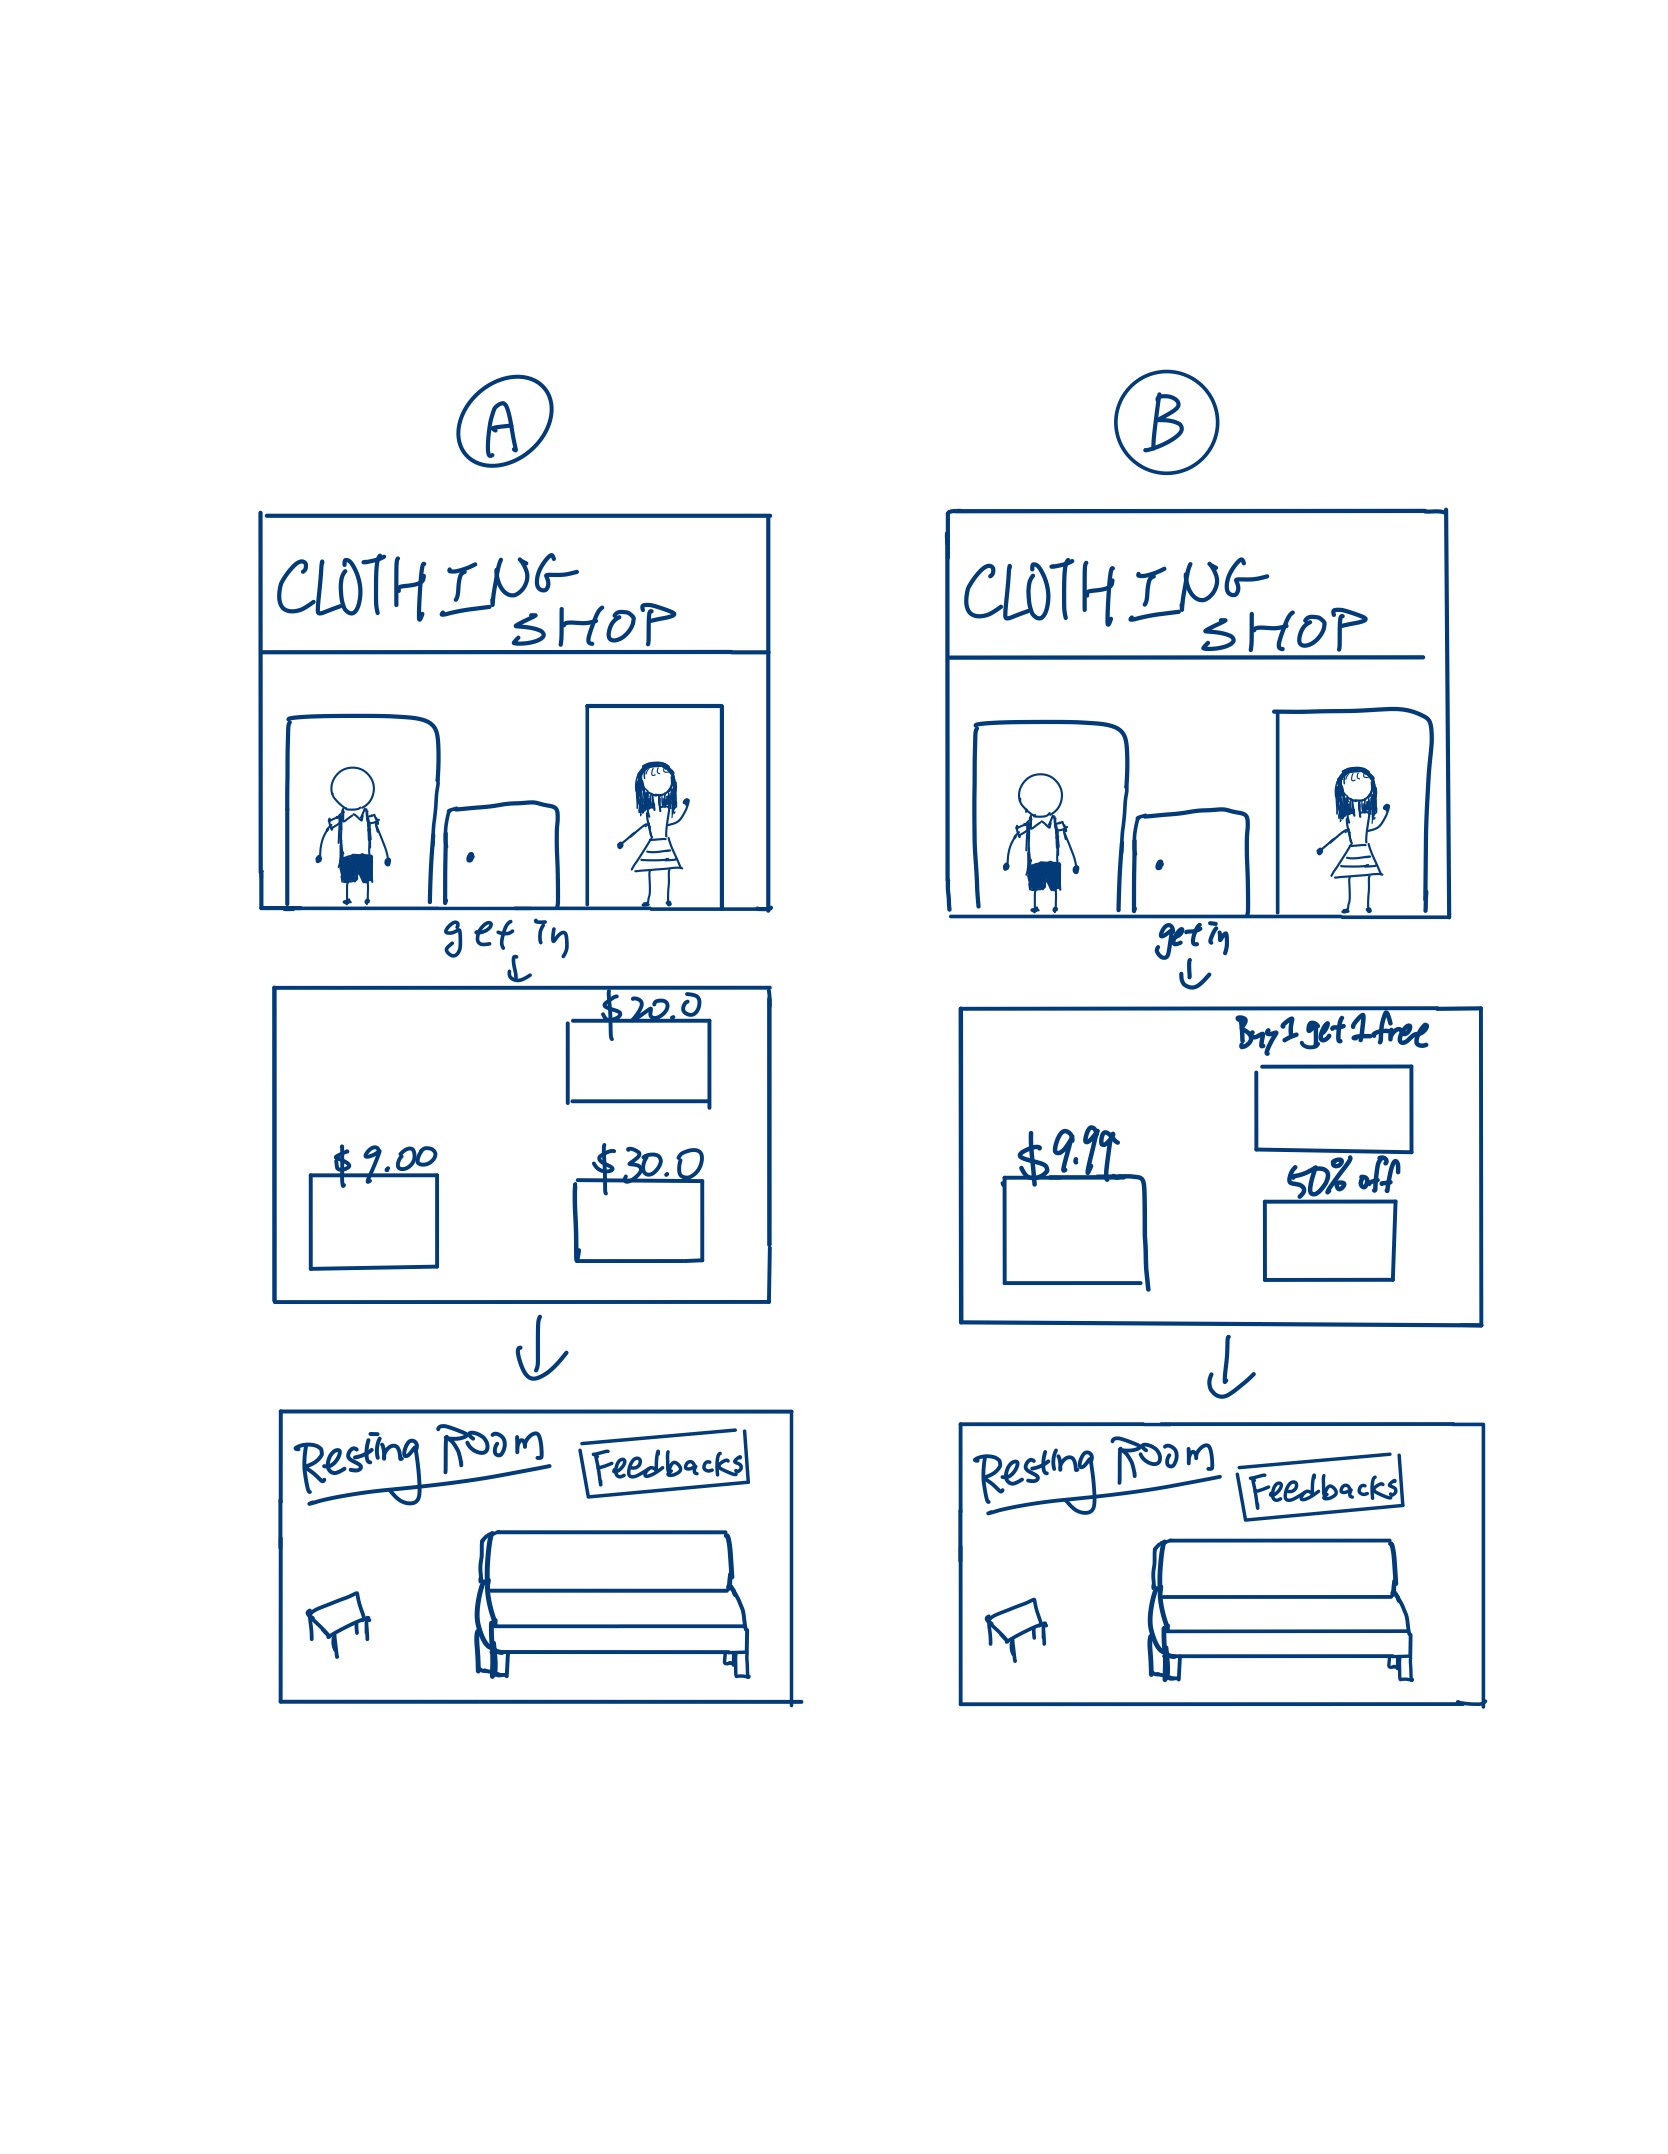 A
CLOTHING
SHOP
get in
$20.0
$9.00
$30.0
Resting Room
Feedbacks
B
CLOTHING
SHOP
get in
Buy 1 get 1 free
$9.99
50% off
Resting Room
Feedbacks